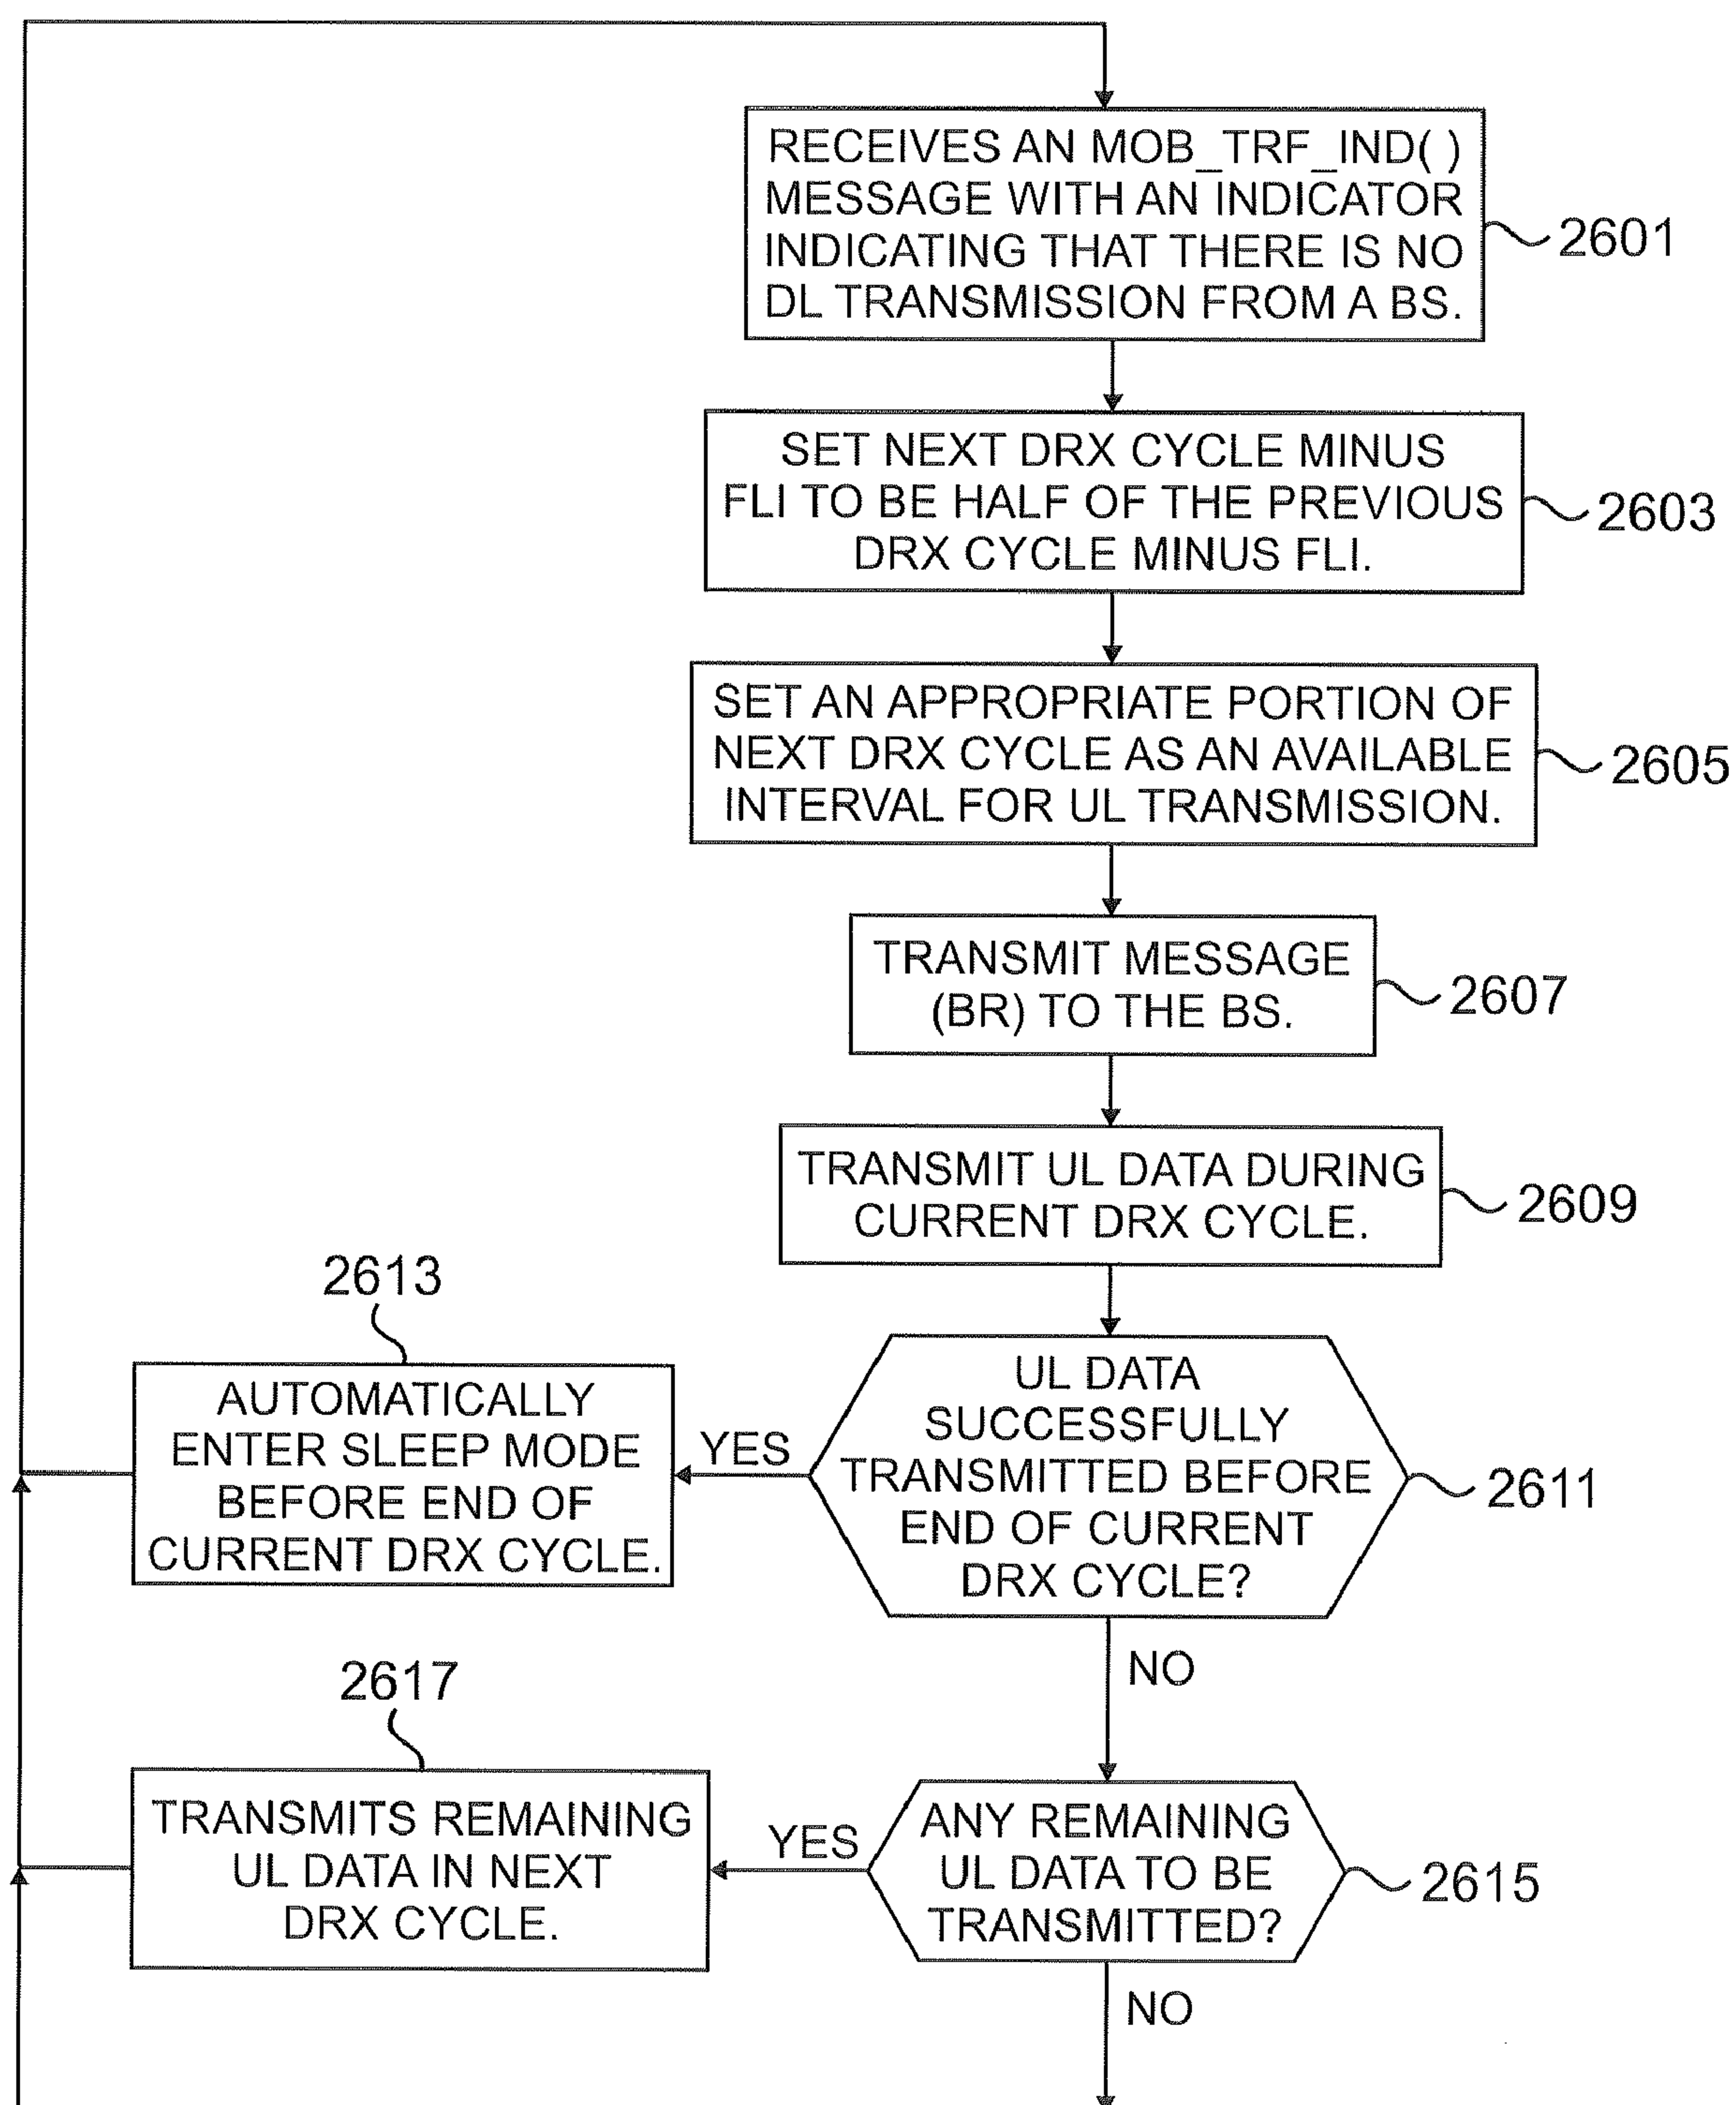 RECEIVES AN MOB_TRF_IND( )
MESSAGE WITH AN INDICATOR
INDICATING THAT THERE IS NO
DL TRANSMISSION FROM A BS.
2601
SET NEXT DRX CYCLE MINUS
FLI TO BE HALF OF THE PREVIOUS
DRX CYCLE MINUS FLI.
2603
SET AN APPROPRIATE PORTION OF
NEXT DRX CYCLE AS AN AVAILABLE
INTERVAL FOR UL TRANSMISSION.
2605
TRANSMIT MESSAGE
(BR) TO THE BS.
2607
TRANSMIT UL DATA DURING
CURRENT DRX CYCLE.
2609
UL DATA
SUCCESSFULLY
TRANSMITTED BEFORE
END OF CURRENT
DRX CYCLE?
2611
YES
2613
AUTOMATICALLY
ENTER SLEEP MODE
BEFORE END OF
CURRENT DRX CYCLE.
NO
ANY REMAINING
UL DATA TO BE
TRANSMITTED?
2615
YES
2617
TRANSMITS REMAINING
UL DATA IN NEXT
DRX CYCLE.
NO